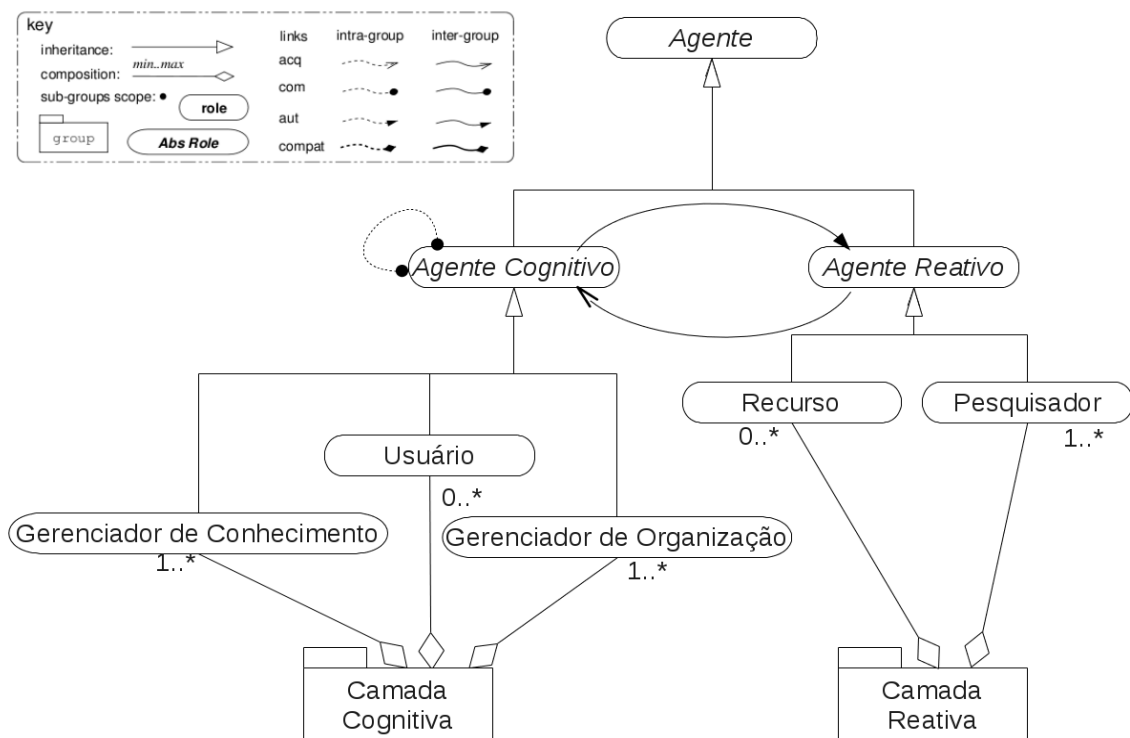 key
inheritance:
composition: min..max
sub-groups scope:
role
group
Abs Role
links intra-group inter-group
acq
com
aut
compat
Agente
Agente Cognitivo
Agente Reativo
Recurso
0..*
Pesquisador
1..*
Usuário
0..*
Gerenciador de Conhecimento
1..*
Gerenciador de Organização
1..*
Camada
Cognitiva
Camada
Reativa